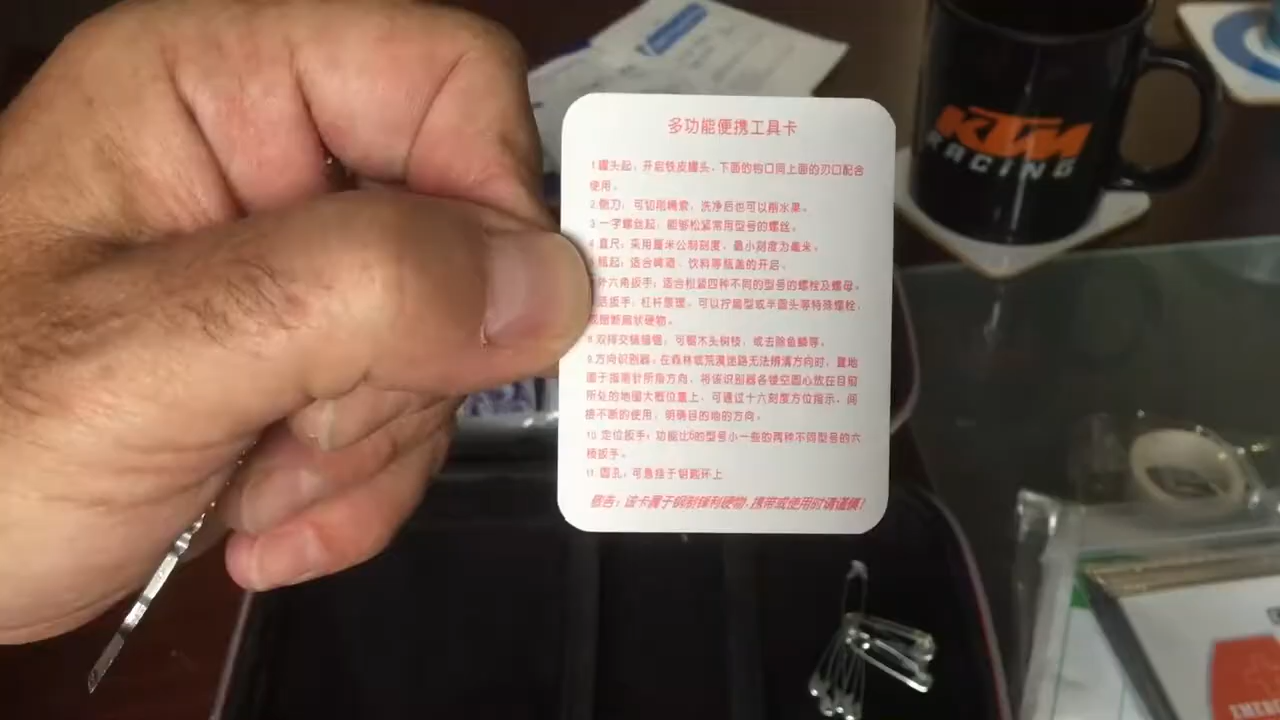 多功能便携工具卡
1.罐头起：开启铁皮罐头，下面的钩口同上面的刃口配合
使用。
2.侧刀：可切削绳索，洗净后也可以削水果。
3.一字螺丝起：能够松紧常用型号的螺丝。
4.直尺：采用厘米公制刻度，最小刻度为毫米。
瓶起：适合啤酒、饮料等瓶盖的开启。
外六角扳手：适合松紧四种不同的型号的螺栓及螺母。
活扳手：杠杆原理，可以拧扁型或半圆头等特殊螺栓，
或扭断扁状硬物。
8.双排交错锯锯：可锯木头树枝，或去除鱼鳞等。
9.方向识别器：在森林或荒漠迷路无法辨清方向时，置地
图于指南针所指方向，将该识别器各镂空圆心放在目前
所处的地图大概位置上，可通过十六刻度方位指示，间
接不断的使用，明确目的地的方向。
10.定位扳手：功能比6的型号小一些的两种不同型号的六
棱扳手。
11.圆孔：可悬挂于钥匙环上
警告：该卡属于钢制锋利硬物，携带或使用时请谨慎！
KTM
RACING
EMERG